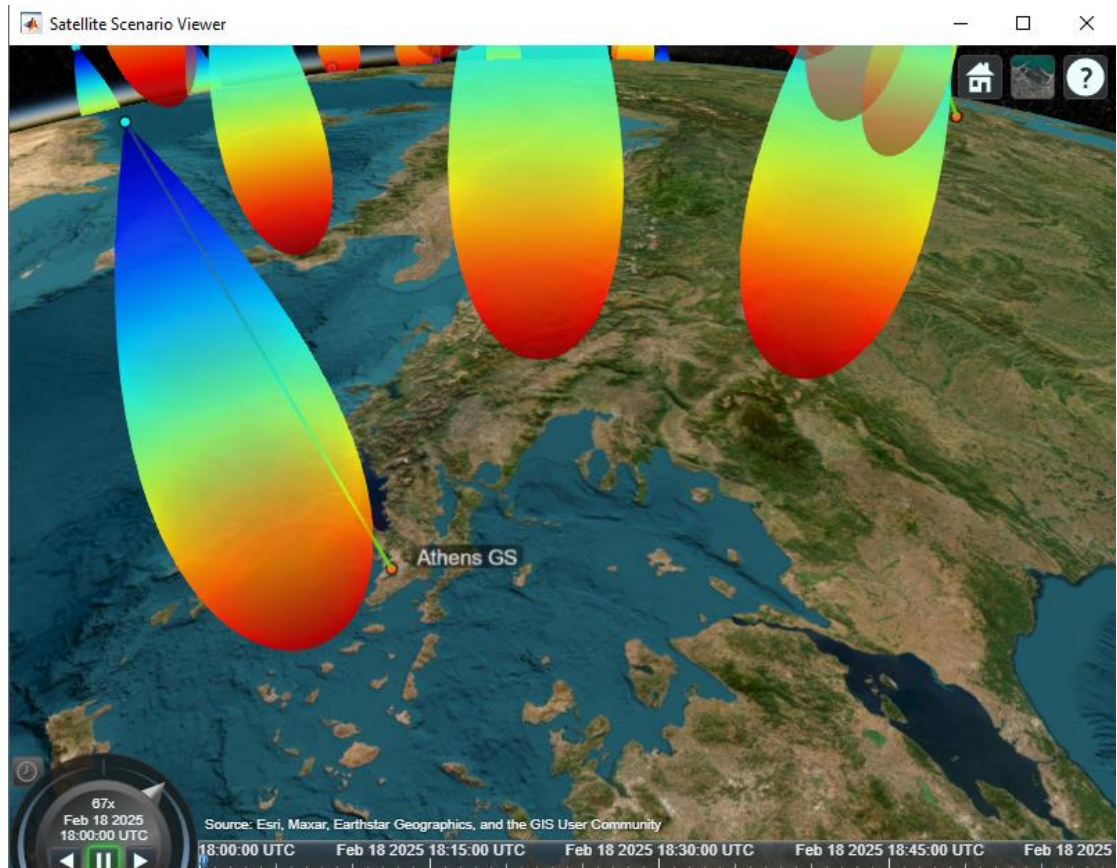 Satellite Scenario Viewer
?
Athens GS
67x
Feb 18 2025
18:00:00 UTC
Source: Esri, Maxar, Earthstar Geographics, and the GIS User Community
18:00:00 UTC Feb 18 2025 18:15:00 UTC Feb 18 2025 18:30:00 UTC Feb 18 2025 18:45:00 UTC Feb 18 2025